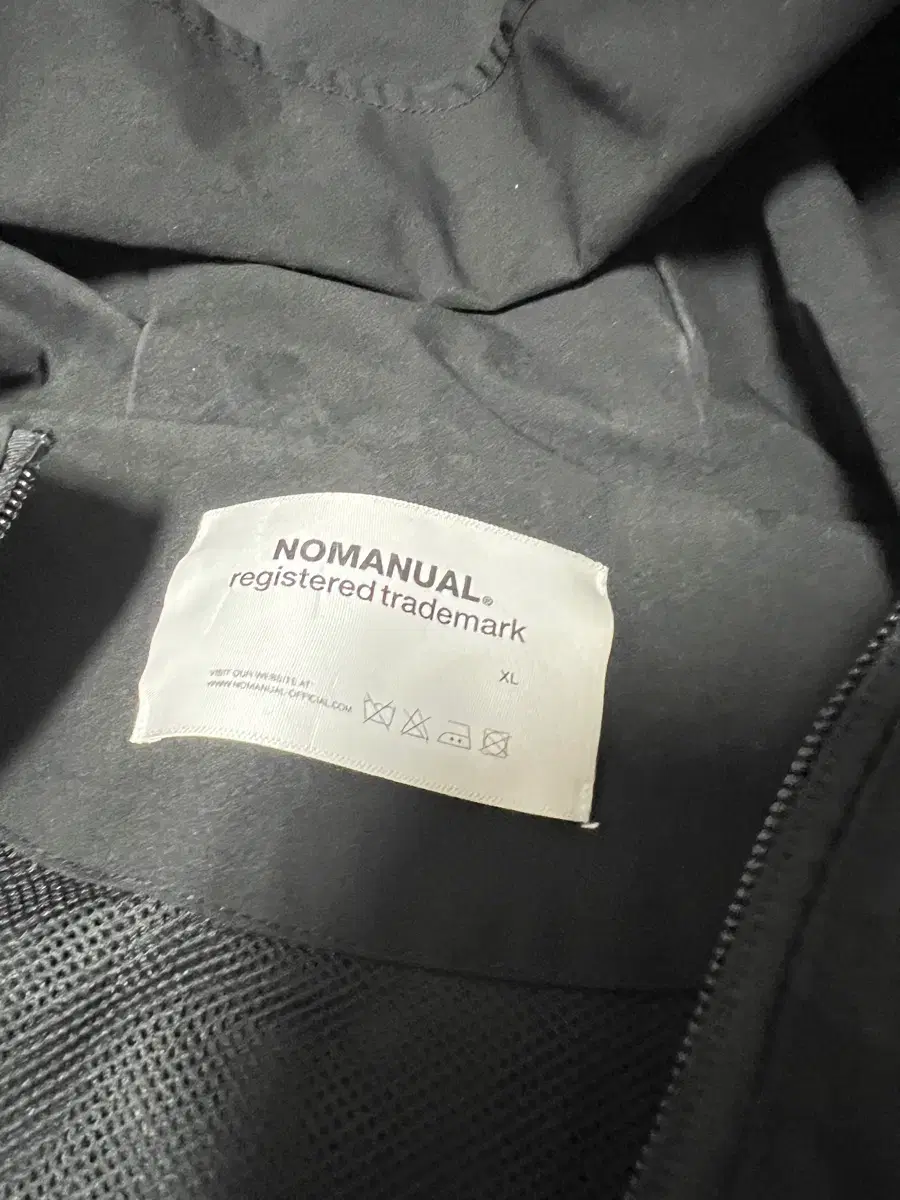 NOMANUAL®
registered trademark
XL
VISIT OUR WEBSITE AT:
WWW.NOMANUAL-OFFICIAL.COM